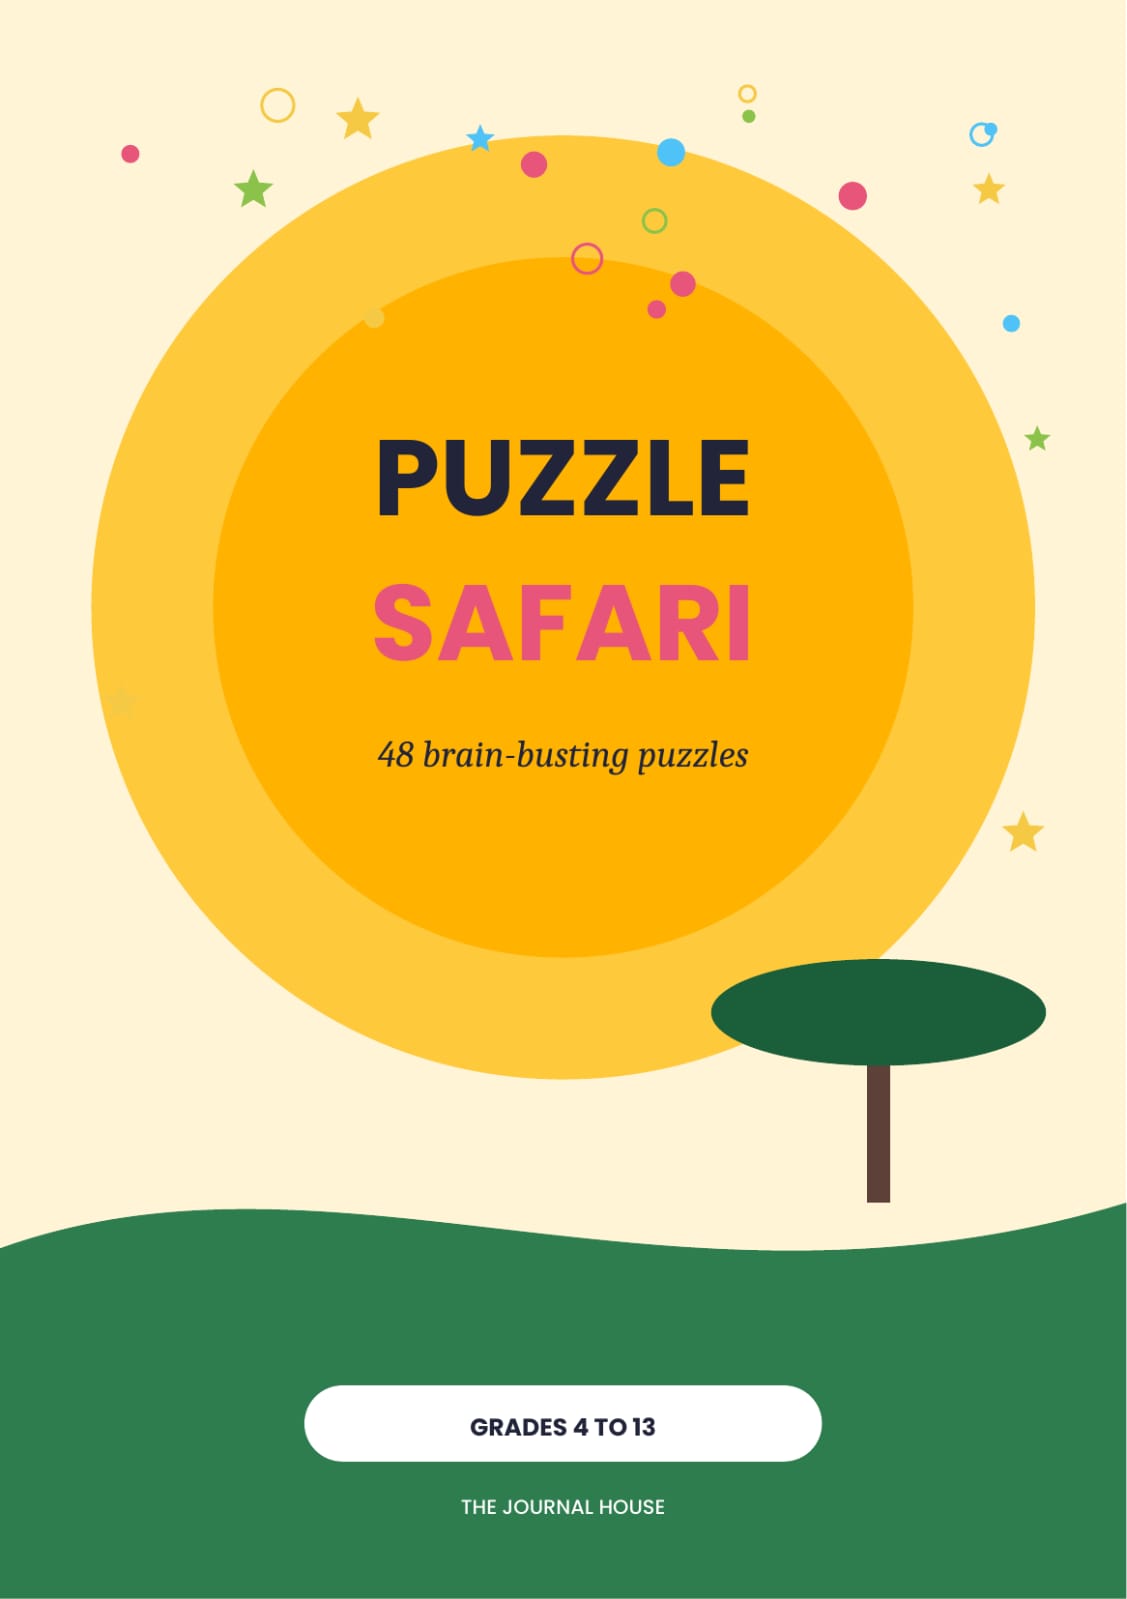 PUZZLE
SAFARI
48 brain-busting puzzles
GRADES 4 TO 13
THE JOURNAL HOUSE